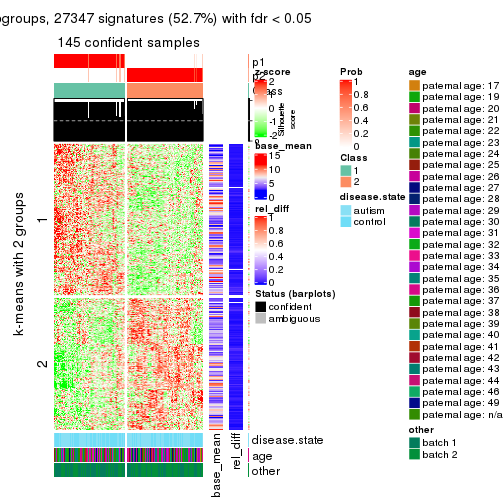 ogroups, 27347 signatures (52.7%) with fdr < 0.05
145 confident samples
p1
p2
Class
Silhouette
score
k-means with 2 groups
1
2
disease.state
age
other
base_mean
rel_diff
z-score
2
1
0
-1
-2
base_mean
15
10
5
0
rel_diff
1
0.8
0.6
0.4
0.2
0
Status (barplots)
confident
ambiguous
Prob
1
0.8
0.6
0.4
0.2
0
Class
1
2
disease.state
autism
control
age
paternal age: 17
paternal age: 19
paternal age: 20
paternal age: 21
paternal age: 22
paternal age: 23
paternal age: 24
paternal age: 25
paternal age: 26
paternal age: 27
paternal age: 28
paternal age: 29
paternal age: 30
paternal age: 31
paternal age: 32
paternal age: 33
paternal age: 34
paternal age: 35
paternal age: 36
paternal age: 37
paternal age: 38
paternal age: 39
paternal age: 40
paternal age: 41
paternal age: 42
paternal age: 43
paternal age: 44
paternal age: 46
paternal age: 49
paternal age: n/a
other
batch 1
batch 2